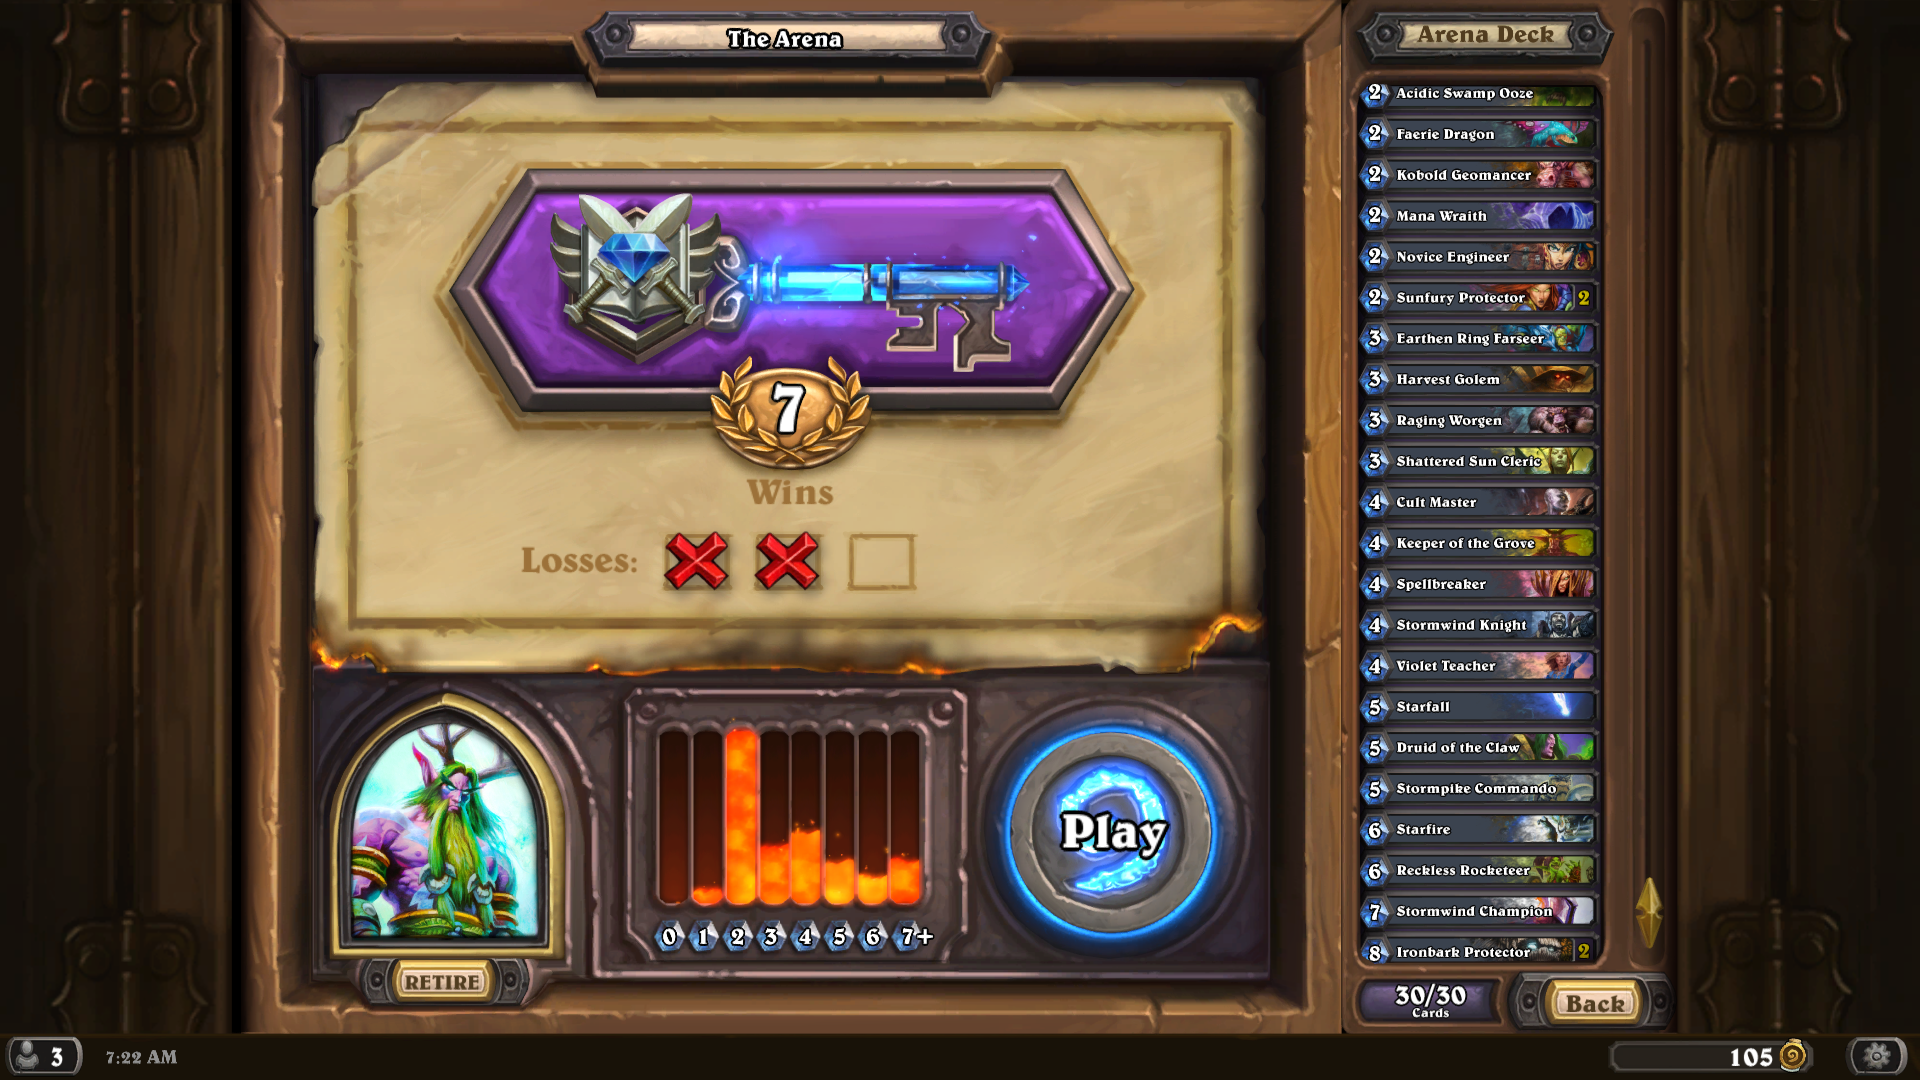 The Arena
7
Wins
Losses:
0 1 2 3 4 5 6 7+
Play
RETIRE
Arena Deck
2 Acidic Swamp Ooze
2 Faerie Dragon
2 Kobold Geomancer
2 Mana Wraith
2 Novice Engineer
2 Sunfury Protector 2
3 Earthen Ring Farseer
3 Harvest Golem
3 Raging Worgen
3 Shattered Sun Cleric
4 Cult Master
4 Keeper of the Grove
4 Spellbreaker
4 Stormwind Knight
4 Violet Teacher
5 Starfall
5 Druid of the Claw
5 Stormpike Commando
6 Starfire
6 Reckless Rocketeer
7 Stormwind Champion
8 Ironbark Protector 2
30/30
Cards
Back
3
7:22 AM
105